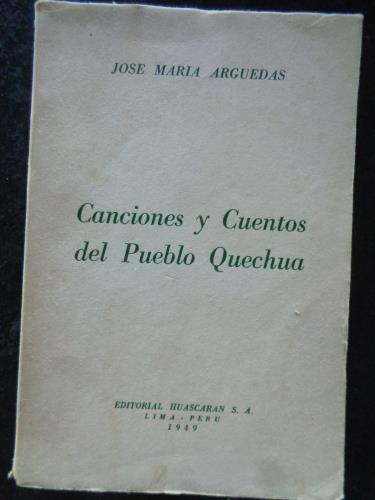 JOSE MARIA ARGUEDAS
Canciones y Cuentos
del Pueblo Quechua
EDITORIAL HUASCARAN S. A.
LIMA - PERU
1949